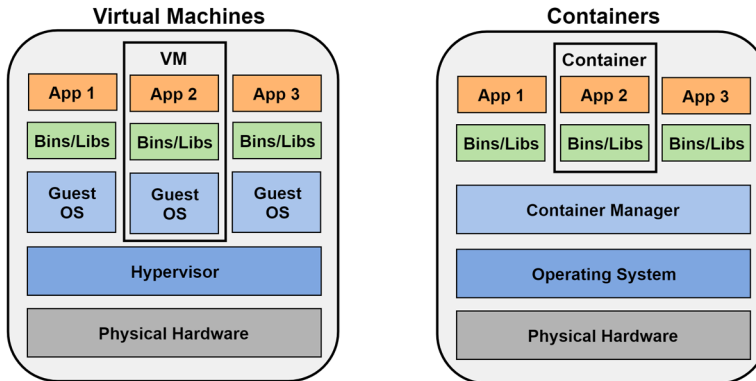 Virtual Machines
VM
App 1
App 2
App 3
Bins/Libs
Bins/Libs
Bins/Libs
Guest
OS
Guest
OS
Guest
OS
Hypervisor
Physical Hardware
Containers
Container
App 1
App 2
App 3
Bins/Libs
Bins/Libs
Bins/Libs
Container Manager
Operating System
Physical Hardware